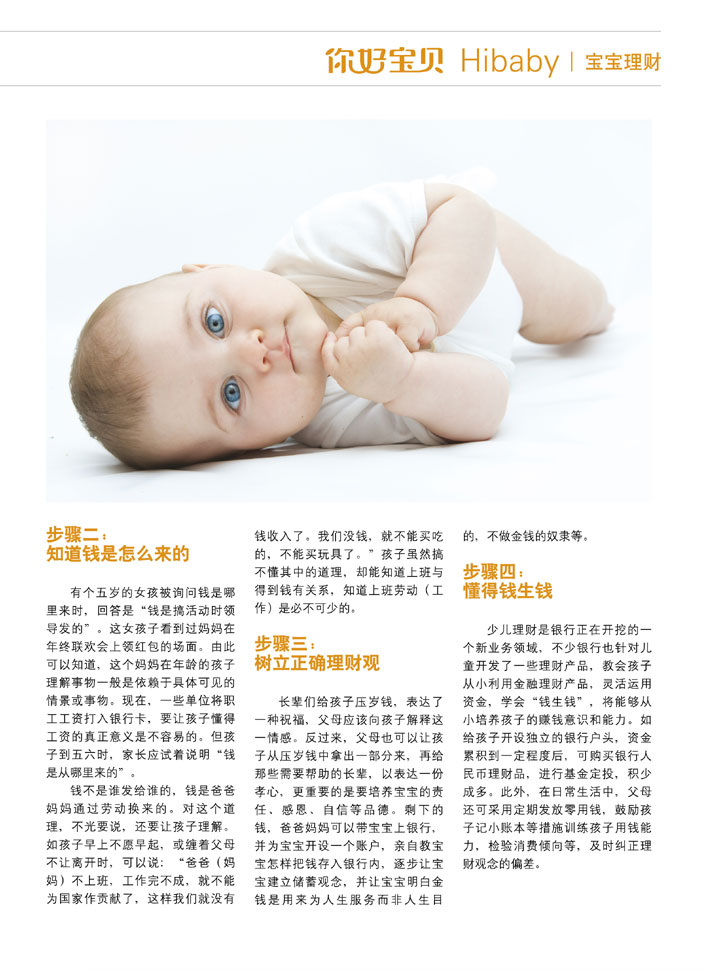 你好宝贝 Hibaby | 宝宝理财
步骤二：
知道钱是怎么来的
有个五岁的女孩被询问钱是哪
里来时，回答是“钱是搞活动时领
导发的”。这女孩子看到过妈妈在
年终联欢会上领红包的场面。由此
可以知道，这个妈妈在年龄的孩子
理解事物一般是依赖于具体可见的
情景或事物。现在，一些单位将职
工工资打入银行卡，要让孩子懂得
工资的真正意义是不容易的。但孩
子到五六时，家长应试着说明“钱
是从哪里来的”。
钱不是谁发给谁的，钱是爸爸
妈妈通过劳动换来的。对这个道
理，不光要说，还要让孩子理解。
如孩子早上不愿早起，或缠着父母
不让离开时，可以说：“爸爸（妈
妈）不上班，工作完不成，就不能
为国家作贡献了，这样我们就没有
钱收入了。我们没钱，就不能买吃
的，不能买玩具了。”孩子虽然搞
不懂其中的道理，却能知道上班与
得到钱有关系，知道上班劳动（工
作）是必不可少的。
步骤三：
树立正确理财观
长辈们给孩子压岁钱，表达了
一种祝福，父母应该向孩子解释这
一情感。反过来，父母也可以让孩
子从压岁钱中拿出一部分来，再给
那些需要帮助的长辈，以表达一份
孝心，更重要的是要培养宝宝的责
任、感恩、自信等品德。剩下的
钱，爸爸妈妈可以带宝宝上银行，
并为宝宝开设一个账户，亲自教宝
宝怎样把钱存入银行内，逐步让宝
宝建立储蓄观念，并让宝宝明白金
钱是用来为人生服务而非人生目
的，不做金钱的奴隶等。
步骤四：
懂得钱生钱
少儿理财是银行正在开挖的一
个新业务领域，不少银行也针对儿
童开发了一些理财产品，教会孩子
从小利用金融理财产品，灵活运用
资金，学会“钱生钱”，将能够从
小培养孩子的赚钱意识和能力。如
给孩子开设独立的银行户头，资金
累积到一定程度后，可购买银行人
民币理财品，进行基金定投，积少
成多。此外，在日常生活中，父母
还可采用定期发放零用钱，鼓励孩
子记小账本等措施训练孩子用钱能
力，检验消费倾向等，及时纠正理
财观念的偏差。